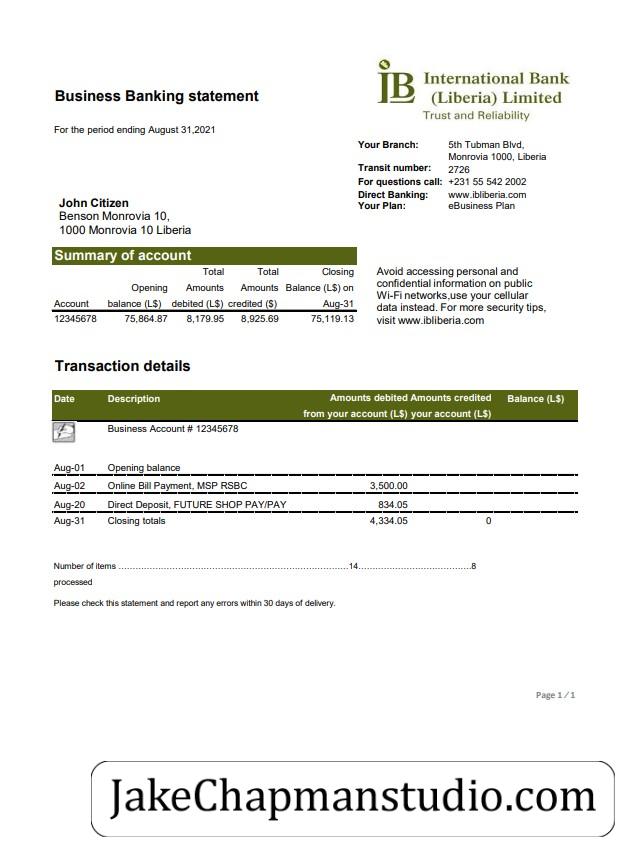 iB International Bank
(Liberia) Limited
Trust and Reliability
Business Banking statement
For the period ending August 31,2021
Your Branch: 5th Tubman Blvd,
Monrovia 1000, Liberia
Transit number: 2726
For questions call: +231 55 542 2002
Direct Banking: www.ibliberia.com
Your Plan: eBusiness Plan
John Citizen
Benson Monrovia 10,
1000 Monrovia 10 Liberia
Summary of account
Total Total Closing
Opening Amounts Amounts Balance (L$) on
Account balance (L$) debited (L$) credited ($) Aug-31
12345678 75,864.87 8,179.95 8,925.69 75,119.13
Avoid accessing personal and
confidential information on public
Wi-Fi networks,use your cellular
data instead. For more security tips,
visit www.ibliberia.com
Transaction details
Date Description Amounts debited Amounts credited Balance (L$)
from your account (L$) your account (L$)
Business Account # 12345678
Aug-01 Opening balance
Aug-02 Online Bill Payment, MSP RSBC 3,500.00
Aug-20 Direct Deposit, FUTURE SHOP PAY/PAY 834.05
Aug-31 Closing totals 4,334.05 0
Number of items ....14....8
processed
Please check this statement and report any errors within 30 days of delivery.
Page 1 / 1
JakeChapmanstudio.com